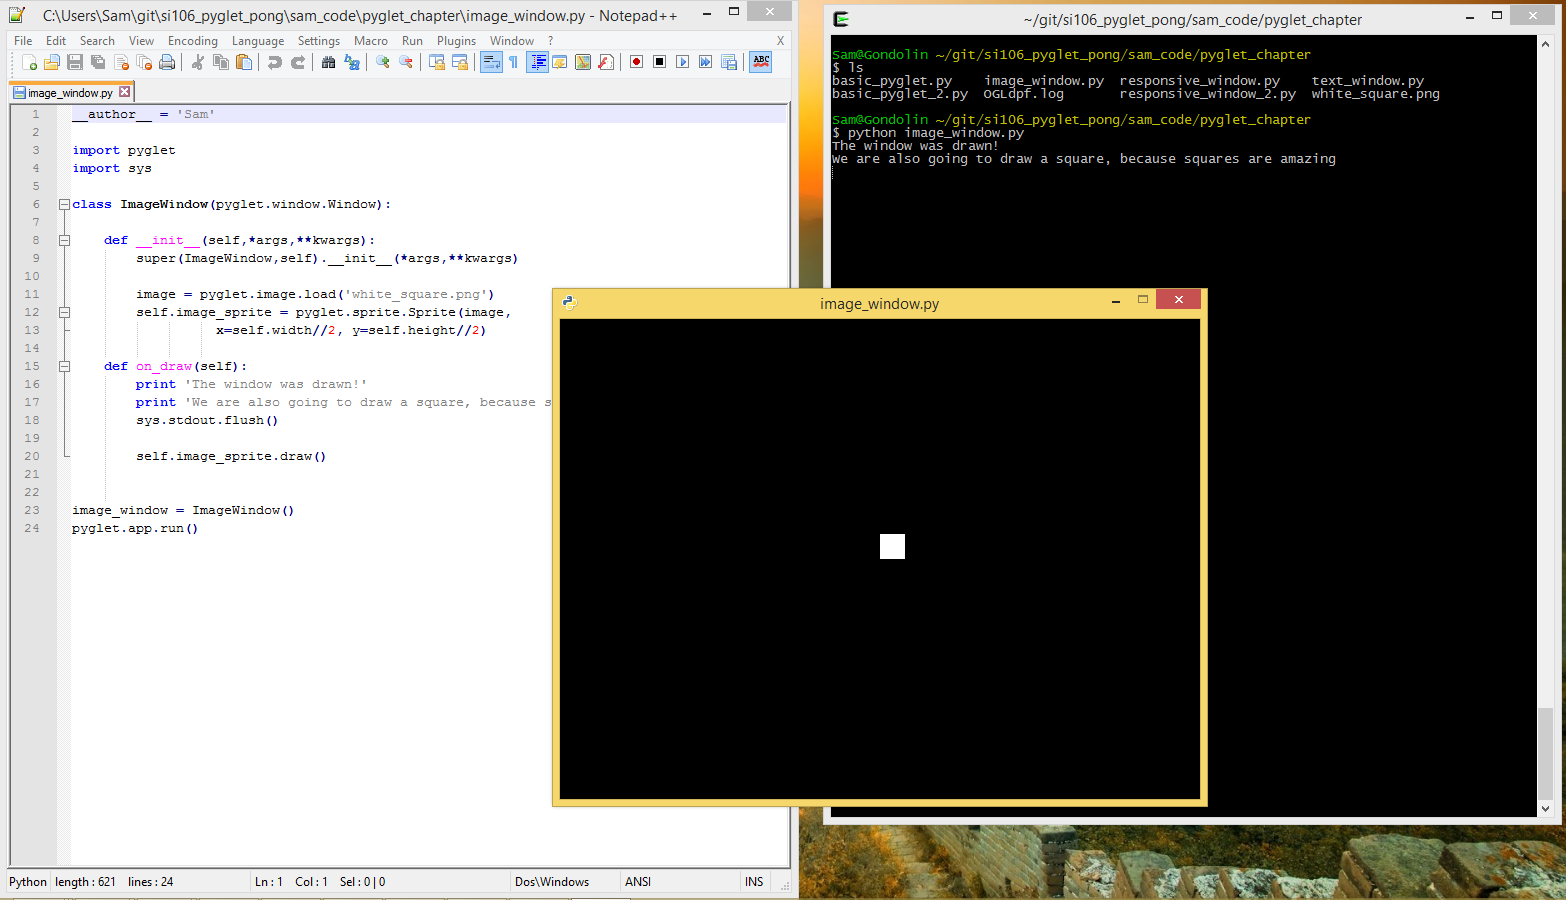 C:\Users\Sam\git\si106_pyglet_pong\sam_code\pyglet_chapter\image_window.py - Notepad++
File Edit Search View Encoding Language Settings Macro Run Plugins Window ? X
ABC
image_window.py
1 __author__ = 'Sam'
2
3 import pyglet
4 import sys
5
6 class ImageWindow(pyglet.window.Window):
7
8 def __init__(self,*args,**kwargs):
9 super(ImageWindow,self).__init__(*args,**kwargs)
10
11 image = pyglet.image.load('white_square.png')
12 self.image_sprite = pyglet.sprite.Sprite(image,
13 x=self.width//2, y=self.height//2)
14
15 def on_draw(self):
16 print 'The window was drawn!'
17 print 'We are also going to draw a square, because s
18 sys.stdout.flush()
19
20 self.image_sprite.draw()
21
22
23 image_window = ImageWindow()
24 pyglet.app.run()
Python length : 621 lines : 24 Ln : 1 Col : 1 Sel : 0 | 0 Dos\Windows ANSI INS
~/git/si106_pyglet_pong/sam_code/pyglet_chapter
Sam@Gondolin ~/git/si106_pyglet_pong/sam_code/pyglet_chapter
$ ls
basic_pyglet.py image_window.py responsive_window.py text_window.py
basic_pyglet_2.py OGLdpf.log responsive_window_2.py white_square.png
Sam@Gondolin ~/git/si106_pyglet_pong/sam_code/pyglet_chapter
$ python image_window.py
The window was drawn!
We are also going to draw a square, because squares are amazing
image_window.py